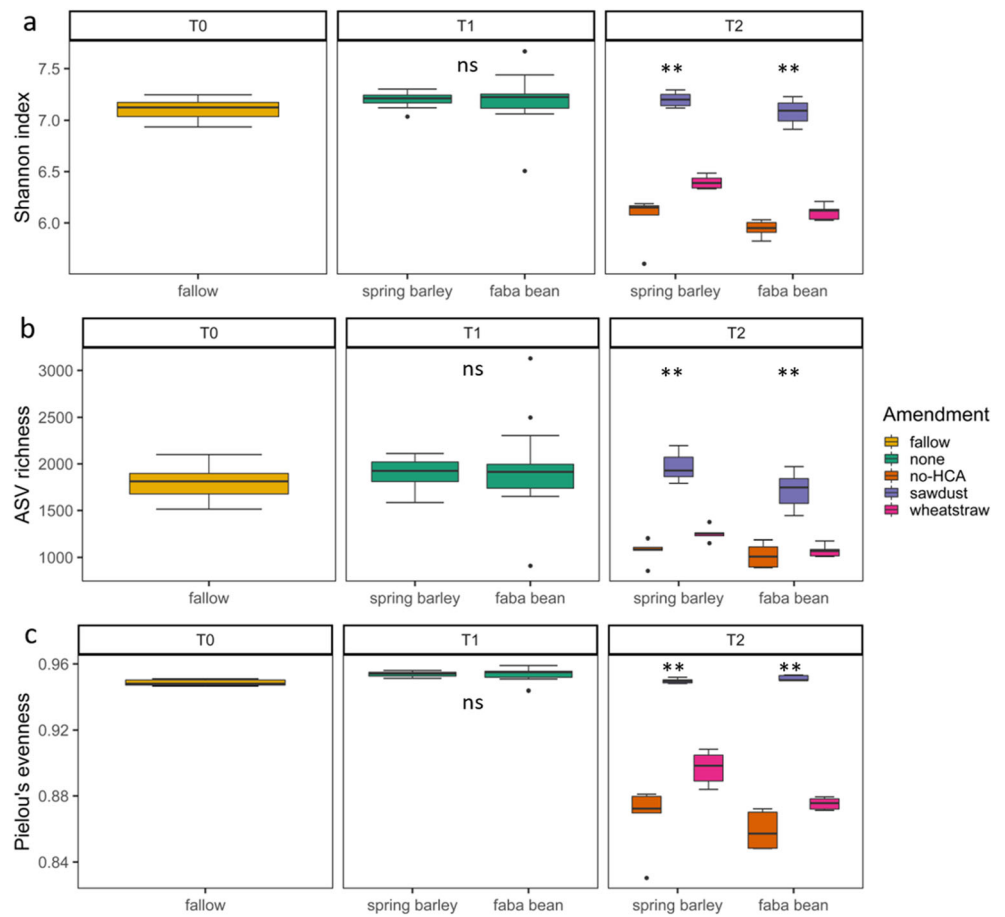 a
T0 T1 T2
Shannon index
7.5
7.0
6.5
6.0
ns
** **
fallow spring barley faba bean spring barley faba bean
b
T0 T1 T2
ASV richness
3000
2500
2000
1500
1000
ns
** **
fallow spring barley faba bean spring barley faba bean
Amendment
fallow
none
no-HCA
sawdust
wheatstraw
c
T0 T1 T2
Pielou's evenness
0.96
0.92
0.88
0.84
ns
** **
fallow spring barley faba bean spring barley faba bean